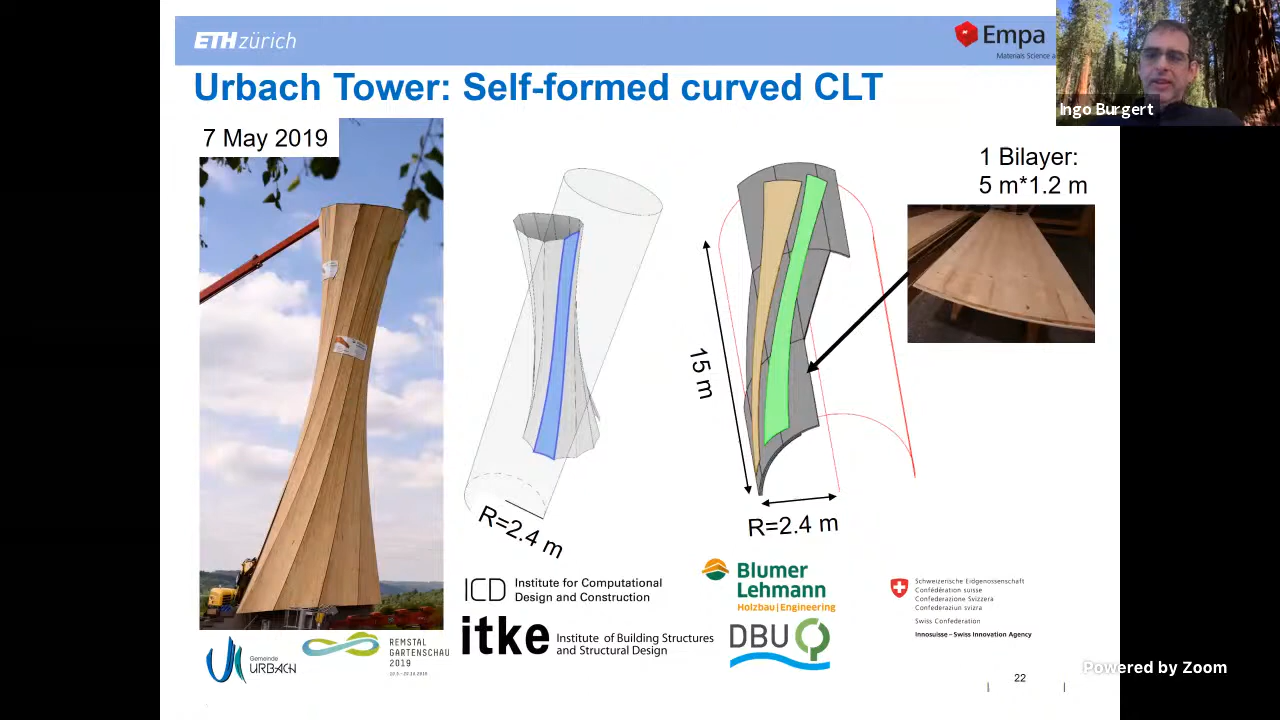 ETH zürich
Empa
Materials Science a
Urbach Tower: Self-formed curved CLT
Ingo Burgert
7 May 2019
1 Bilayer:
5 m*1.2 m
15 m
R=2.4 m
R=2.4 m
ICD Institute for Computational
Design and Construction
itke Institute of Building Structures
and Structural Design
Blumer
Lehmann
Holzbau|Engineering
DBU
Schweizerische Eidgenossenschaft
Confédération suisse
Confederazione Svizzera
Confederaziun svizra
Swiss Confederation
Innosuisse – Swiss Innovation Agency
Gemeinde
URBACH
REMSTAL
GARTENSCHAU
2019
22
Powered by Zoom